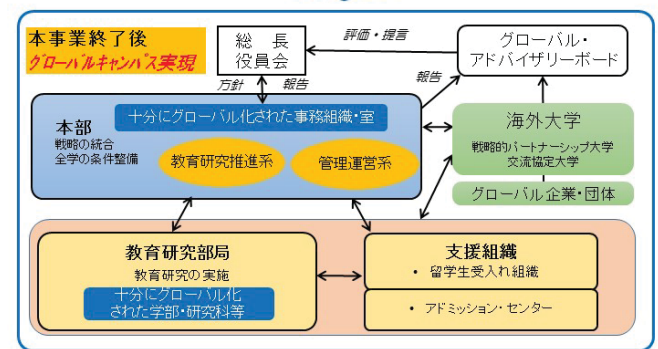 本事業終了後
グローバルキャンパス実現
総長
役員会
評価・提言
グローバル・
アドバイザリーボード
方針
報告
報告
十分にグローバル化された事務組織・室
本部
戦略の統合
全学の条件整備
教育研究推進系
管理運営系
海外大学
戦略的パートナーシップ大学
交流協定大学
グローバル企業・団体
教育研究部局
教育研究の実施
十分にグローバル化
された学部・研究科等
支援組織
• 留学生受入れ組織
• アドミッション・センター